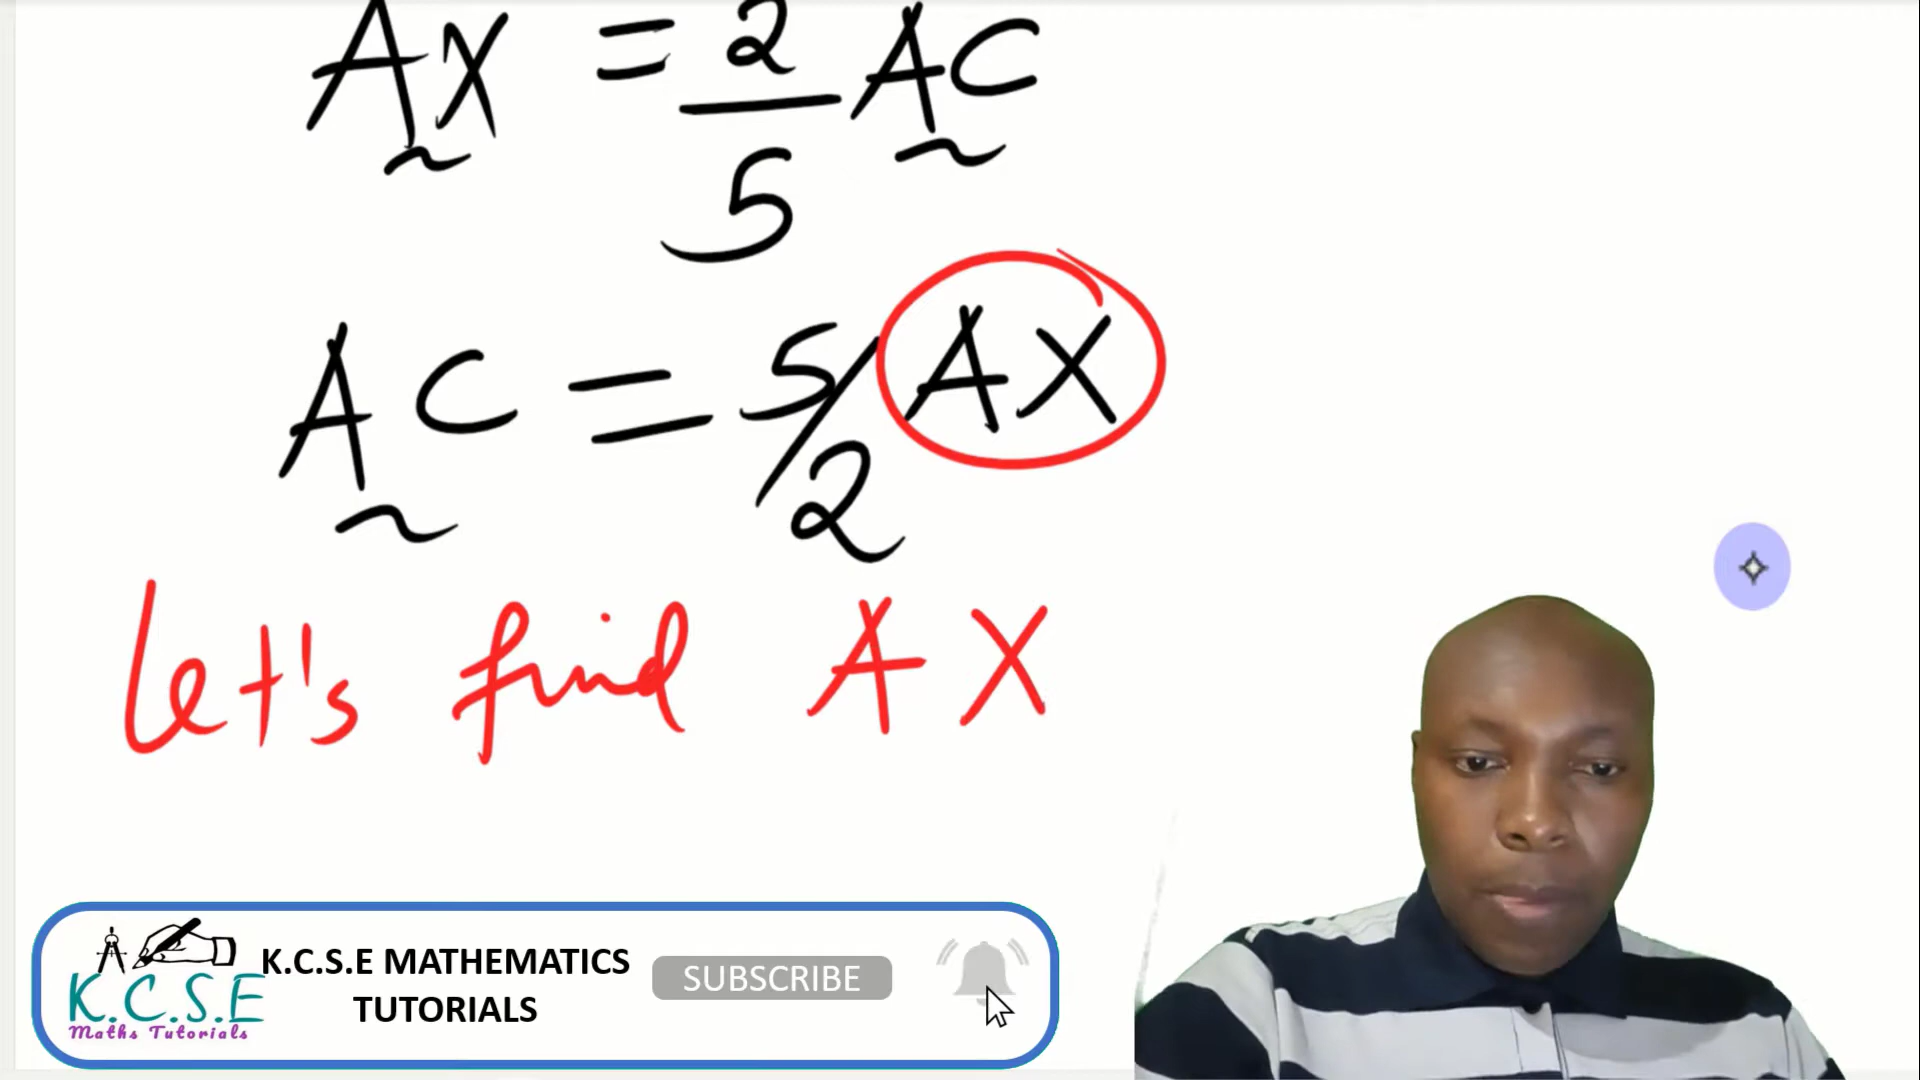 AX = 2/5 AC
AC = 5/2 AX
Let's find AX
K.C.S.E
Maths Tutorials
K.C.S.E MATHEMATICS
TUTORIALS
SUBSCRIBE